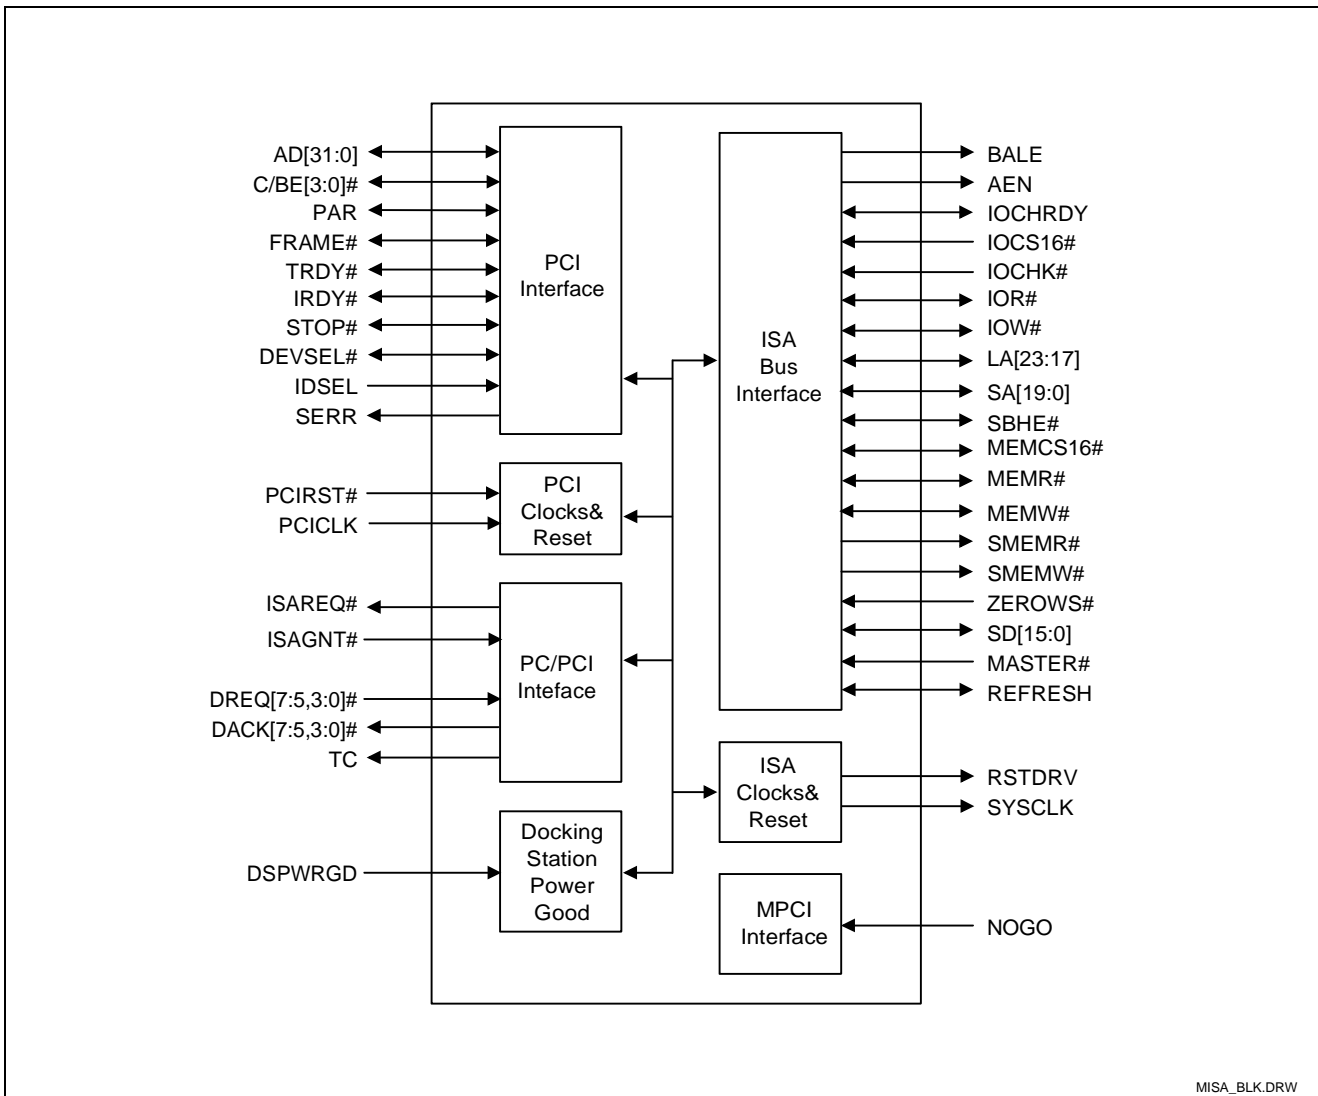 AD[31:0]
C/BE[3:0]#
PAR
FRAME#
TRDY#
IRDY#
STOP#
DEVSEL#
IDSEL
SERR
PCI
Interface
PCIRST#
PCICLK
PCI
Clocks&
Reset
ISAREQ#
ISAGNT#
DREQ[7:5,3:0]#
DACK[7:5,3:0]#
TC
PC/PCI
Inteface
DSPWRGD
Docking
Station
Power
Good
ISA
Bus
Interface
BALE
AEN
IOCHRDY
IOCS16#
IOCHK#
IOR#
IOW#
LA[23:17]
SA[19:0]
SBHE#
MEMCS16#
MEMR#
MEMW#
SMEMR#
SMEMW#
ZEROWS#
SD[15:0]
MASTER#
REFRESH
ISA
Clocks&
Reset
RSTDRV
SYSCLK
MPCI
Interface
NOGO
MISA_BLK.DRW